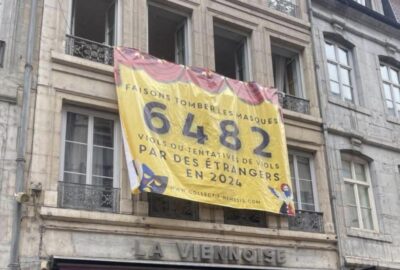 FAISONS TOMBER LES MASQUES
6482
VIOLS OU TENTATIVES DE VIOLS
PAR DES ÉTRANGERS
EN 2024
WWW.COLLECTIF-NEMESIS.COM
LA VIENNOISE